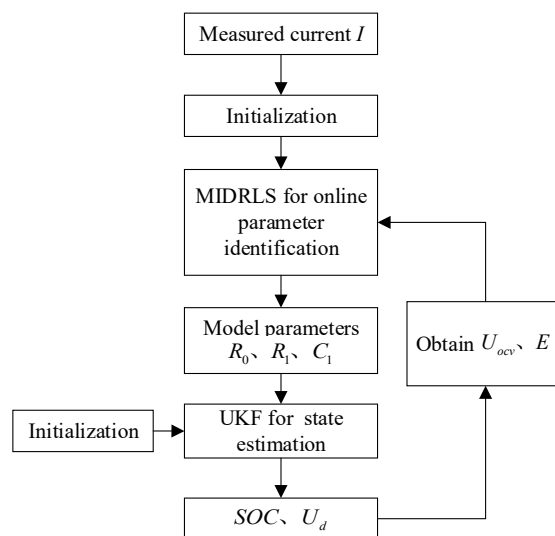 Measured current I
Initialization
MIDRLS for online
parameter
identification
Model parameters
R₀、R₁、C₁
Obtain Uₒcᵥ、E
Initialization
UKF for state
estimation
SOC、U_d